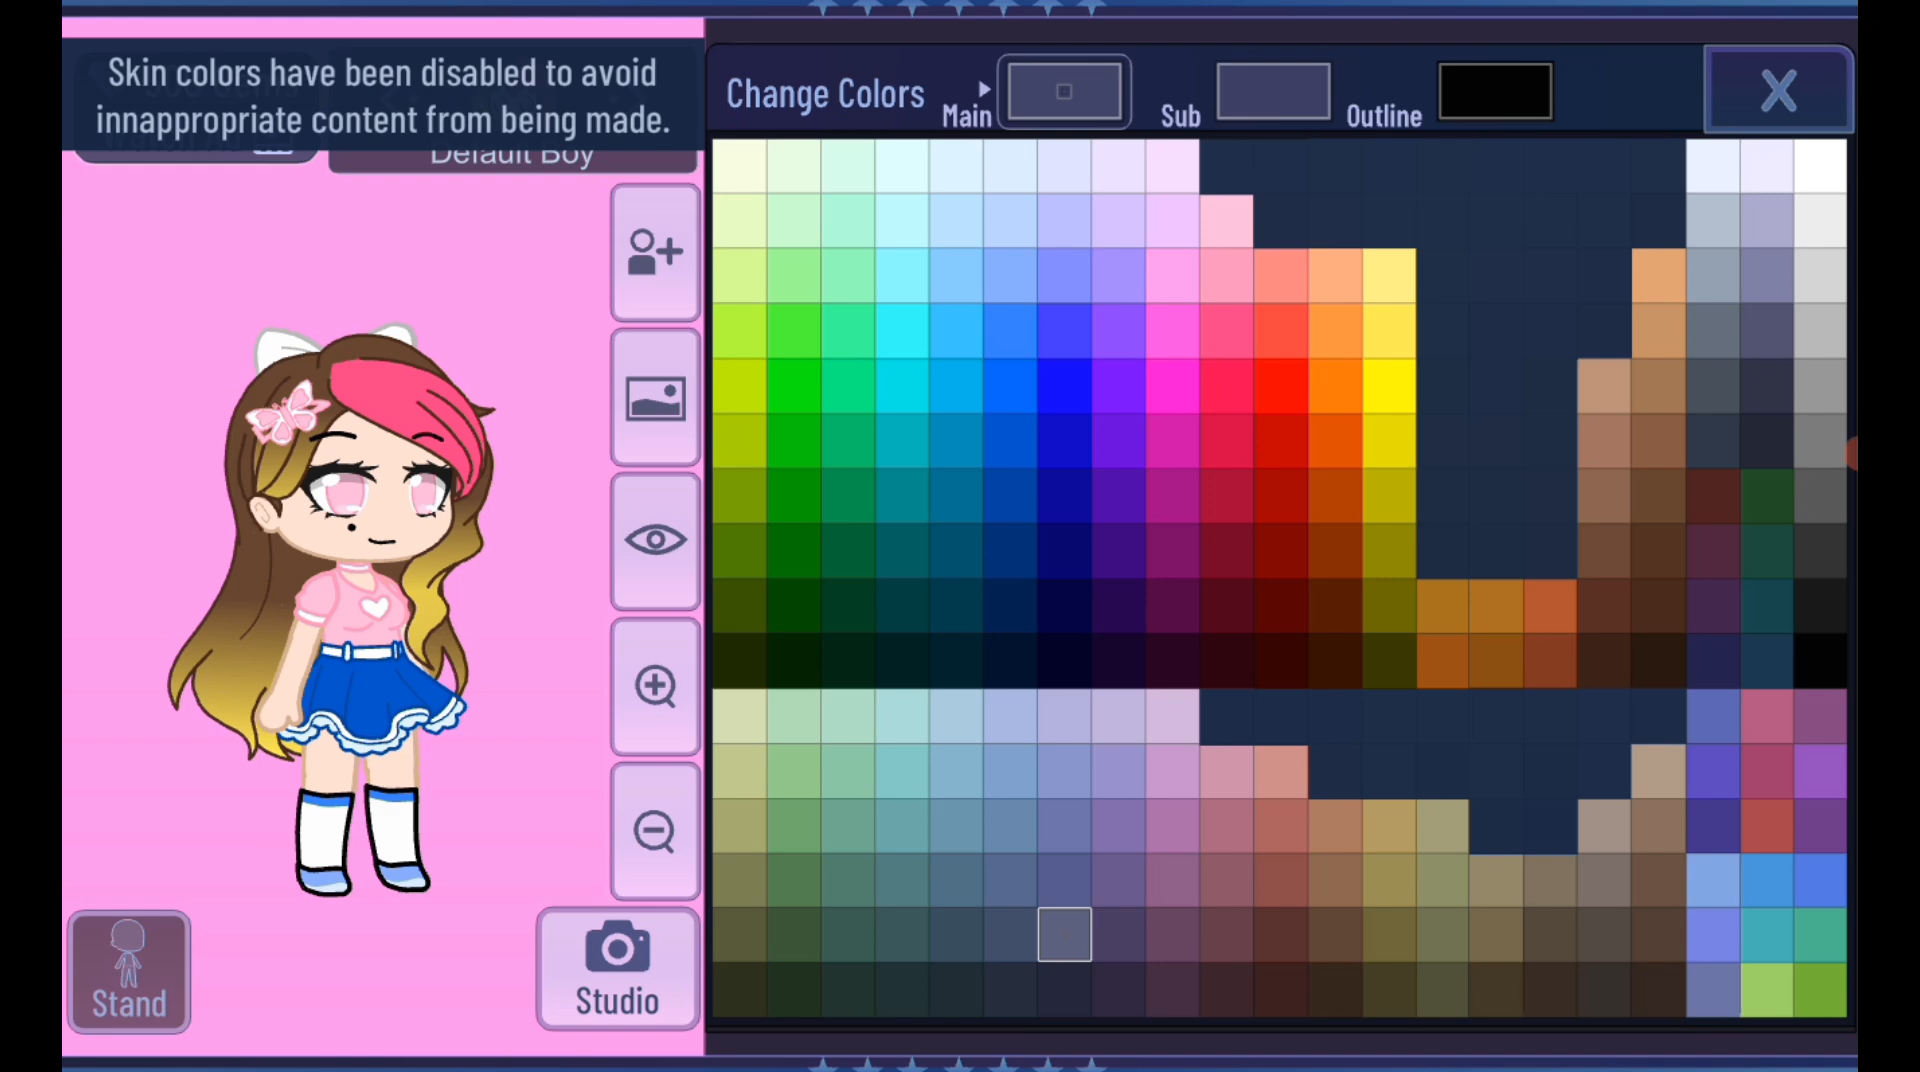 Skin colors have been disabled to avoid
innappropriate content from being made.
Default Boy
Change Colors
Main
Sub
Outline
X
Stand
Studio